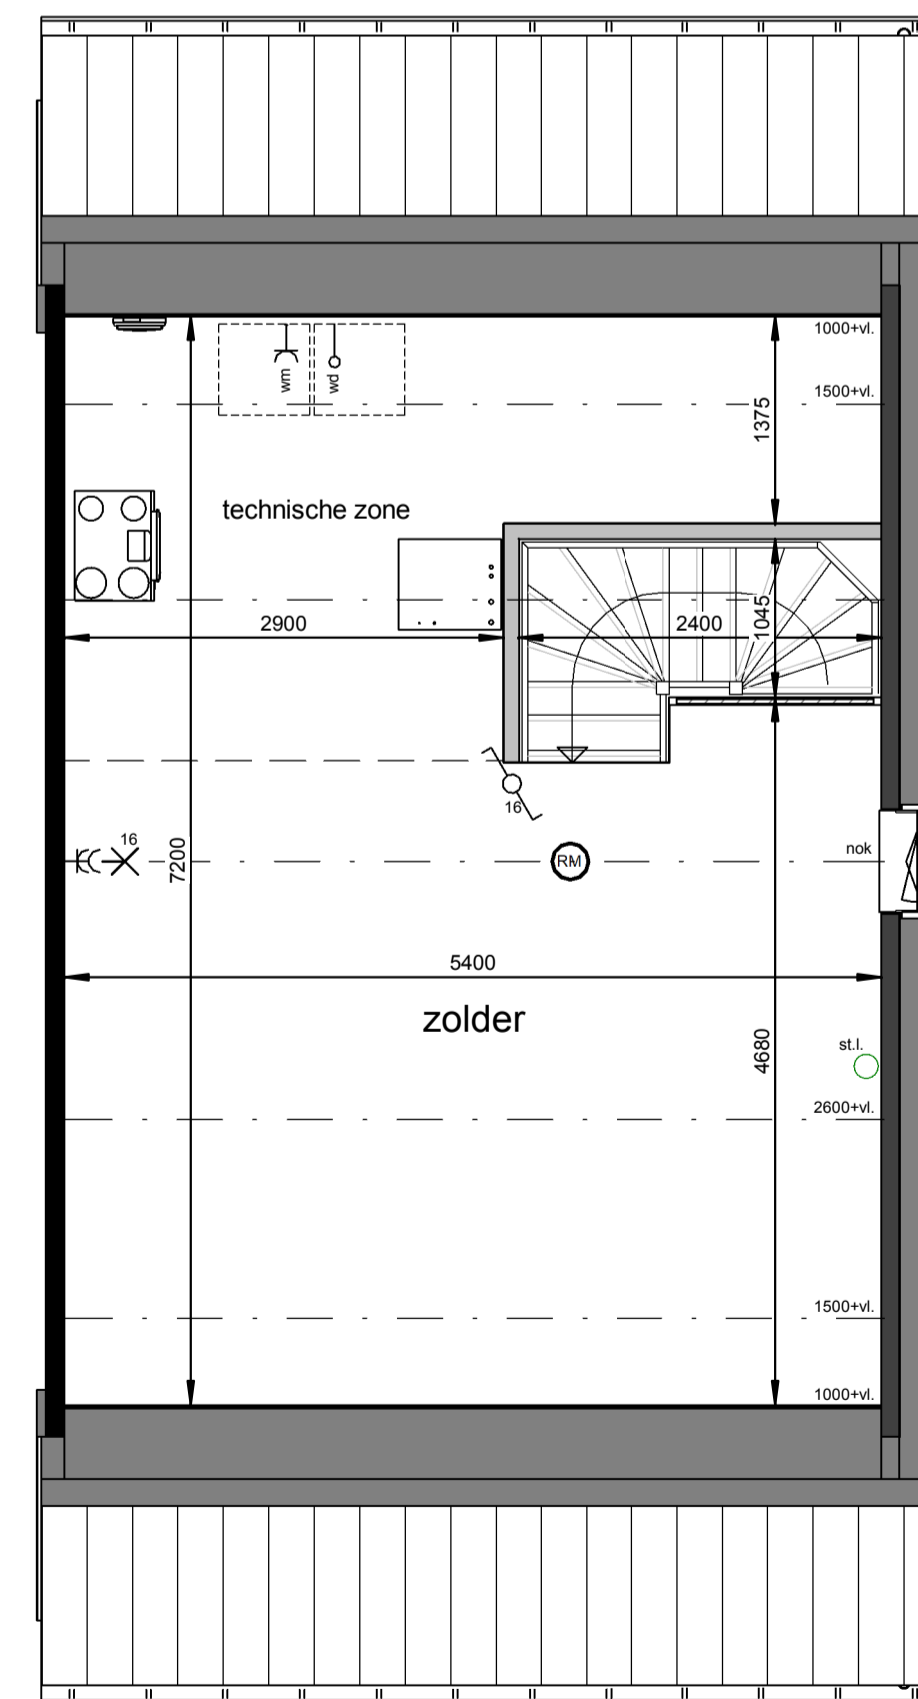 1000+vl.
1500+vl.
wm
wd
1375
technische zone
2900
2400
1045
16
16
7200
RM
nok
5400
zolder
4680
st.l.
2600+vl.
1500+vl.
1000+vl.